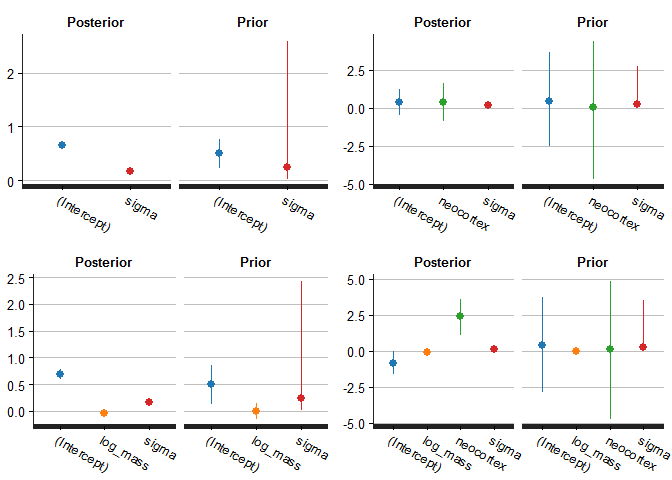 Posterior Prior
2
1
0
(Intercept) sigma (Intercept) sigma
Posterior Prior
2.5
0.0
-2.5
-5.0
(Intercept) neocortex sigma (Intercept) neocortex sigma
Posterior Prior
2.5
2.0
1.5
1.0
0.5
0.0
(Intercept) log_mass sigma (Intercept) log_mass sigma
Posterior Prior
5.0
2.5
0.0
-2.5
-5.0
(Intercept) log_mass neocortex sigma (Intercept) log_mass neocortex sigma